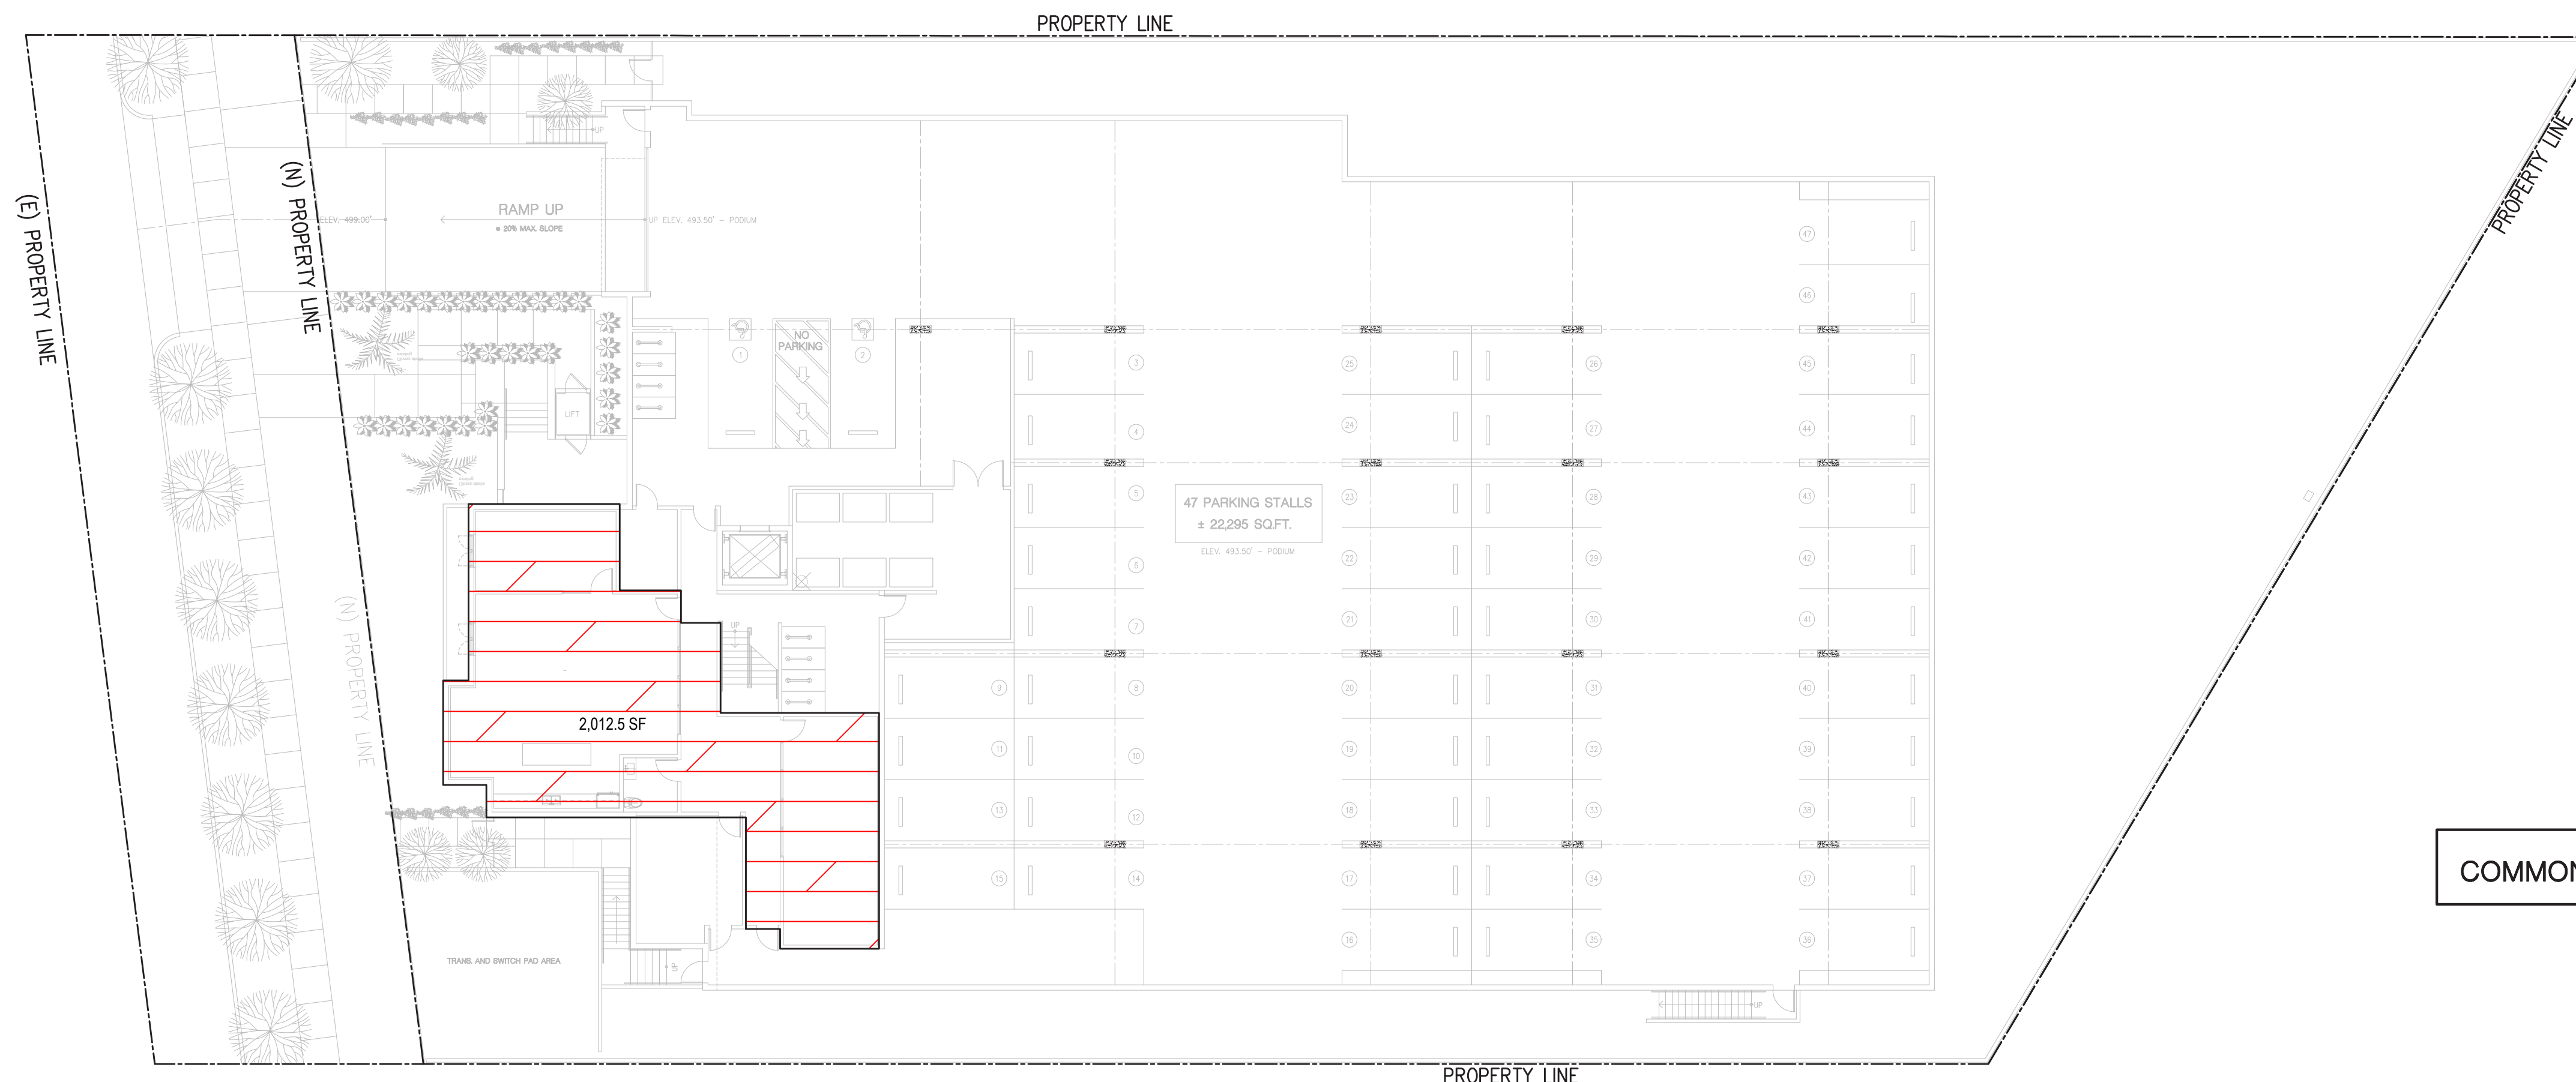 PROPERTY LINE
(E) PROPERTY LINE
(N) PROPERTY LINE
PROPERTY LINE
UP
RAMP UP
@ 20% MAX. SLOPE
ELEV. 499.00'
UP ELEV. 493.50' - PODIUM
47
46
NO
PARKING
1
2
3
25
26
45
LIFT
4
24
27
44
5
23
28
43
47 PARKING STALLS
± 22,295 SQ.FT.
ELEV. 493.50' - PODIUM
6
22
29
42
UP
7
21
30
41
(N) PROPERTY LINE
9
8
20
31
40
2,012.5 SF
11
10
19
32
39
13
12
18
33
38
15
14
17
34
37
COMMON
16
35
36
TRANS. AND SWITCH PAD AREA
UP
UP
PROPERTY LINE